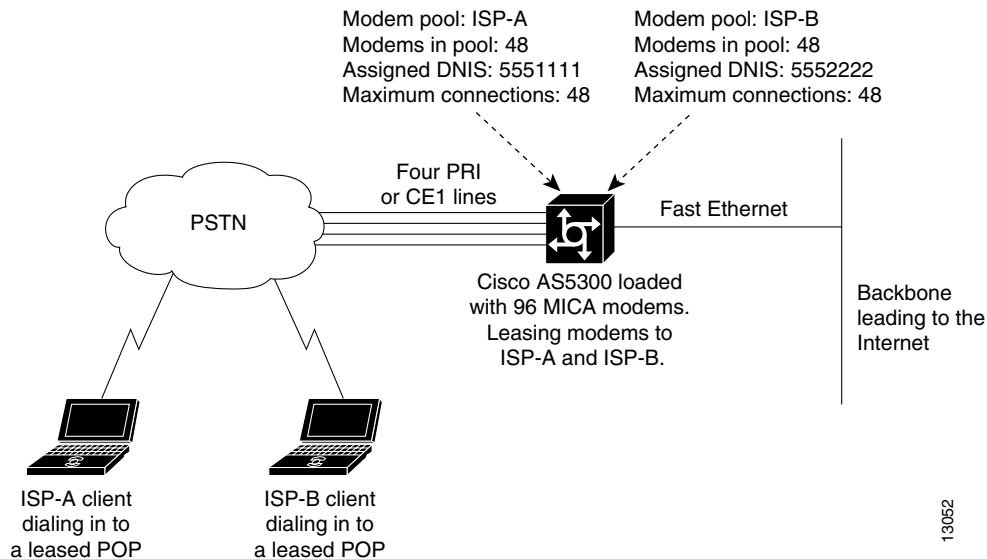 Modem pool: ISP-A
Modems in pool: 48
Assigned DNIS: 5551111
Maximum connections: 48
Modem pool: ISP-B
Modems in pool: 48
Assigned DNIS: 5552222
Maximum connections: 48
Four PRI
or CE1 lines
PSTN
Fast Ethernet
Cisco AS5300 loaded
with 96 MICA modems.
Leasing modems to
ISP-A and ISP-B.
Backbone
leading to the
Internet
ISP-A client
dialing in to
a leased POP
ISP-B client
dialing in to
a leased POP
13052